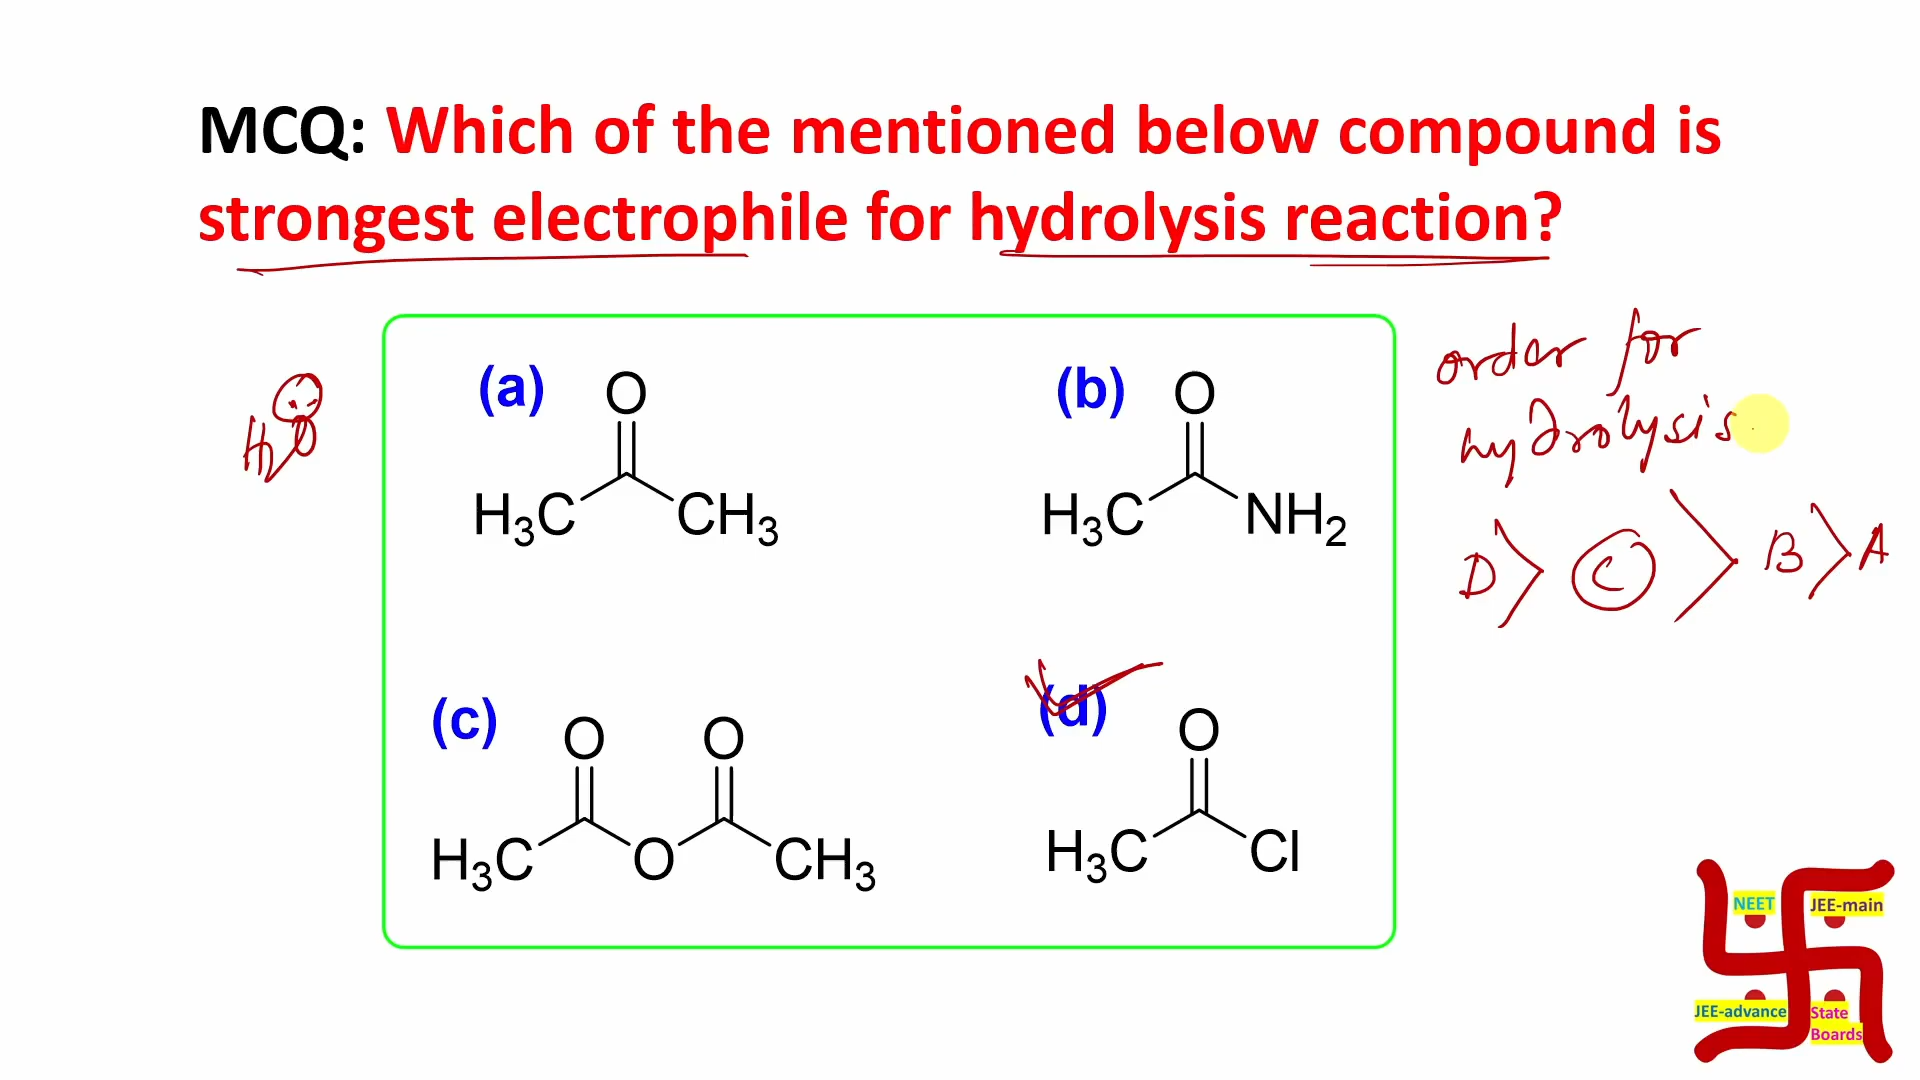 MCQ: Which of the mentioned below compound is
strongest electrophile for hydrolysis reaction?
(a)
O
H₃C CH₃
(b)
O
H₃C NH₂
(c)
O O
H₃C O CH₃
(d)
O
H₃C Cl
H₂O
order for
hydrolysis
D > C > B > A
NEET
JEE-main
JEE-advance
State
Boards